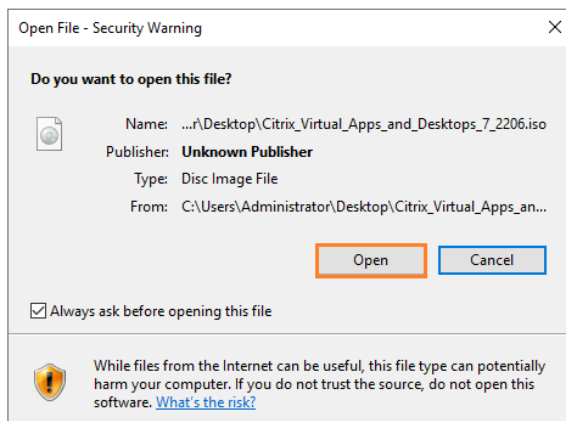 Open File - Security Warning
Do you want to open this file?
Name: ...r\Desktop\Citrix_Virtual_Apps_and_Desktops_7_2206.iso
Publisher: Unknown Publisher
Type: Disc Image File
From: C:\Users\Administrator\Desktop\Citrix_Virtual_Apps_an...
Open Cancel
Always ask before opening this file
While files from the Internet can be useful, this file type can potentially
harm your computer. If you do not trust the source, do not open this
software. What's the risk?